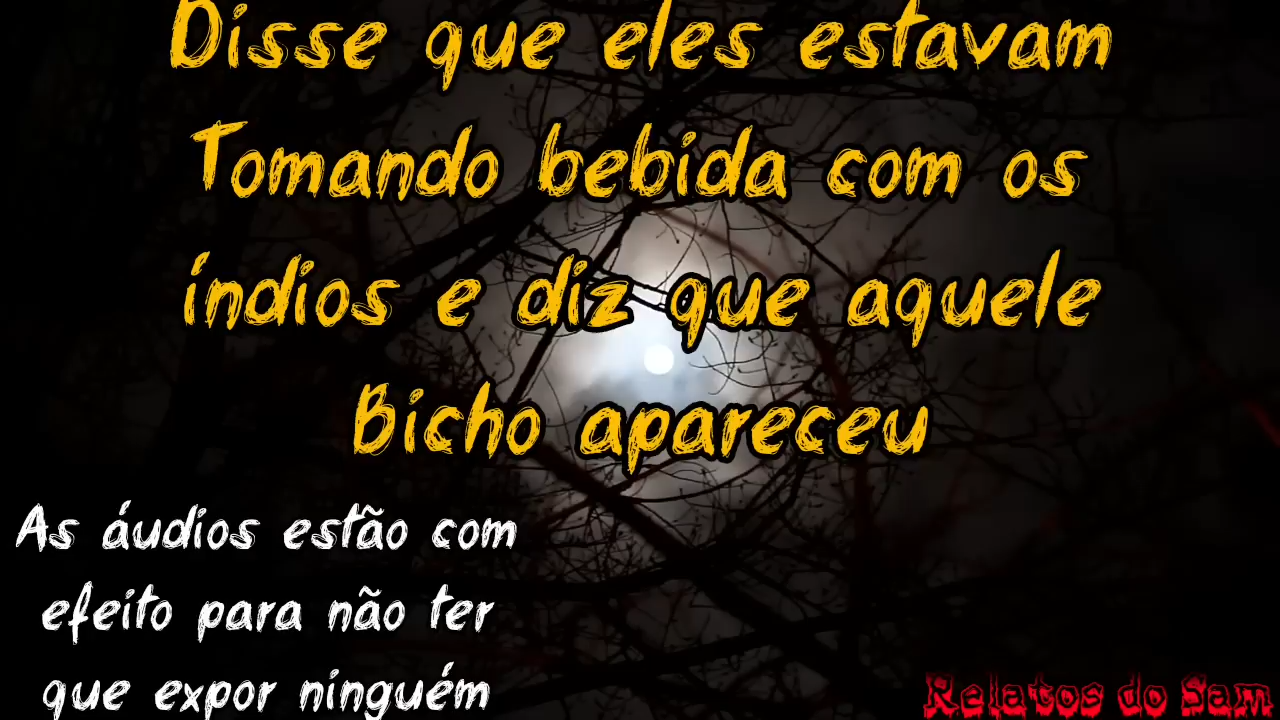 Disse que eles estavam
Tomando bebida com os
índios e diz que aquele
Bicho apareceu
As áudios estão com
efeito para não ter
que expor ninguém
Relatos do Sam